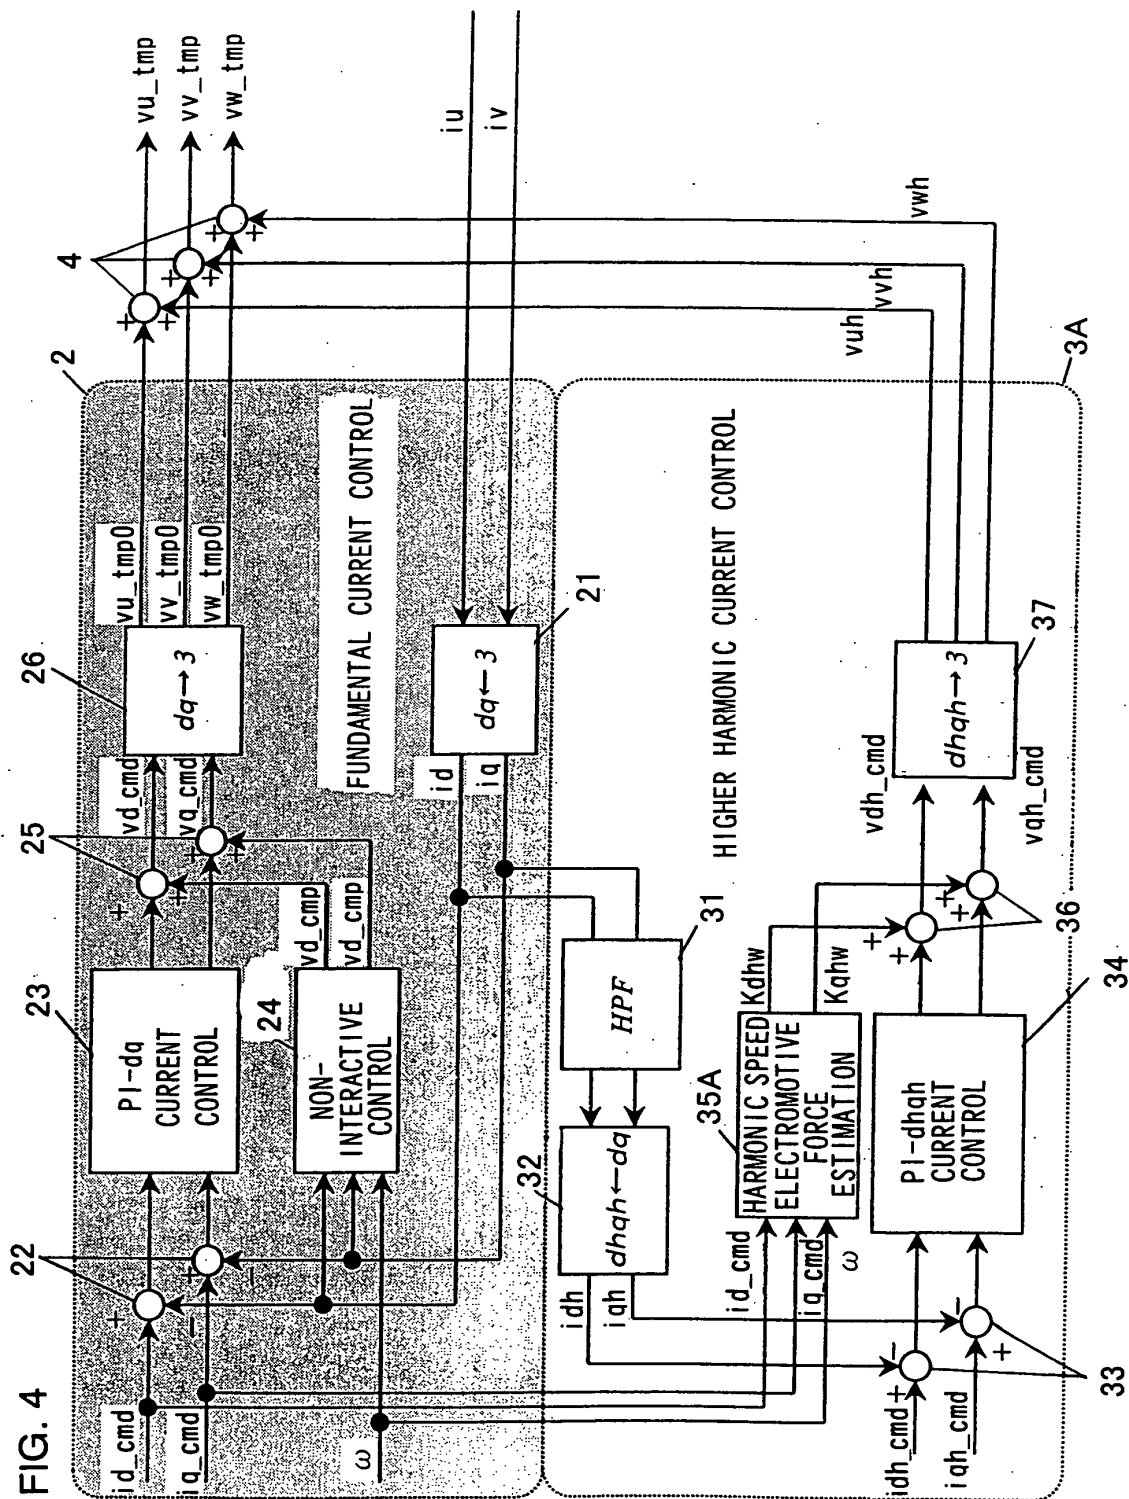 FIG. 4
id_cmd
iq_cmd
ω
22
+
-
+
-
23
PI-dq
CURRENT
CONTROL
24
NON-
INTERACTIVE
CONTROL
vd_cmp
vd_cmp
25
+
+
+
+
vd_cmd
vq_cmd
26
dq→3
vu_tmp0
vv_tmp0
vw_tmp0
2
4
+
+
+
+
+
+
vu_tmp
vv_tmp
vw_tmp
FUNDAMENTAL CURRENT CONTROL
id
iq
dq←3
21
iu
iv
HIGHER HARMONIC CURRENT CONTROL
31
HPF
32
dhqh←dq
idh
iqh
id_cmd
iq_cmd
ω
35A
HARMONIC SPEED
ELECTROMOTIVE
FORCE
ESTIMATION
Kdhw
Kqhw
idh_cmd
iqh_cmd
+
-
-
+
33
PI-dhqh
CURRENT
CONTROL
34
+
+
+
+
36
vdh_cmd
vqh_cmd
dhqh→3
37
vuh
vvh
vwh
3A